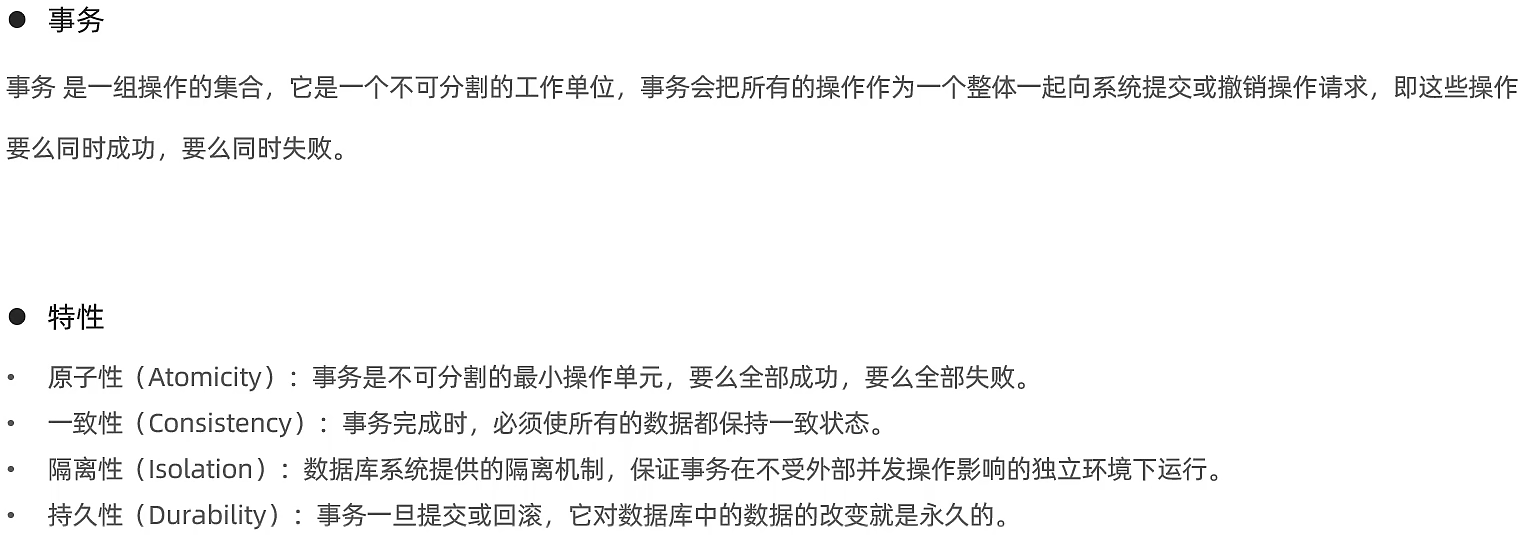 ● 事务
事务 是一组操作的集合，它是一个不可分割的工作单位，事务会把所有的操作作为一个整体一起向系统提交或撤销操作请求，即这些操作
要么同时成功，要么同时失败。
● 特性
• 原子性（Atomicity）：事务是不可分割的最小操作单元，要么全部成功，要么全部失败。
• 一致性（Consistency）：事务完成时，必须使所有的数据都保持一致状态。
• 隔离性（Isolation）：数据库系统提供的隔离机制，保证事务在不受外部并发操作影响的独立环境下运行。
• 持久性（Durability）：事务一旦提交或回滚，它对数据库中的数据的改变就是永久的。